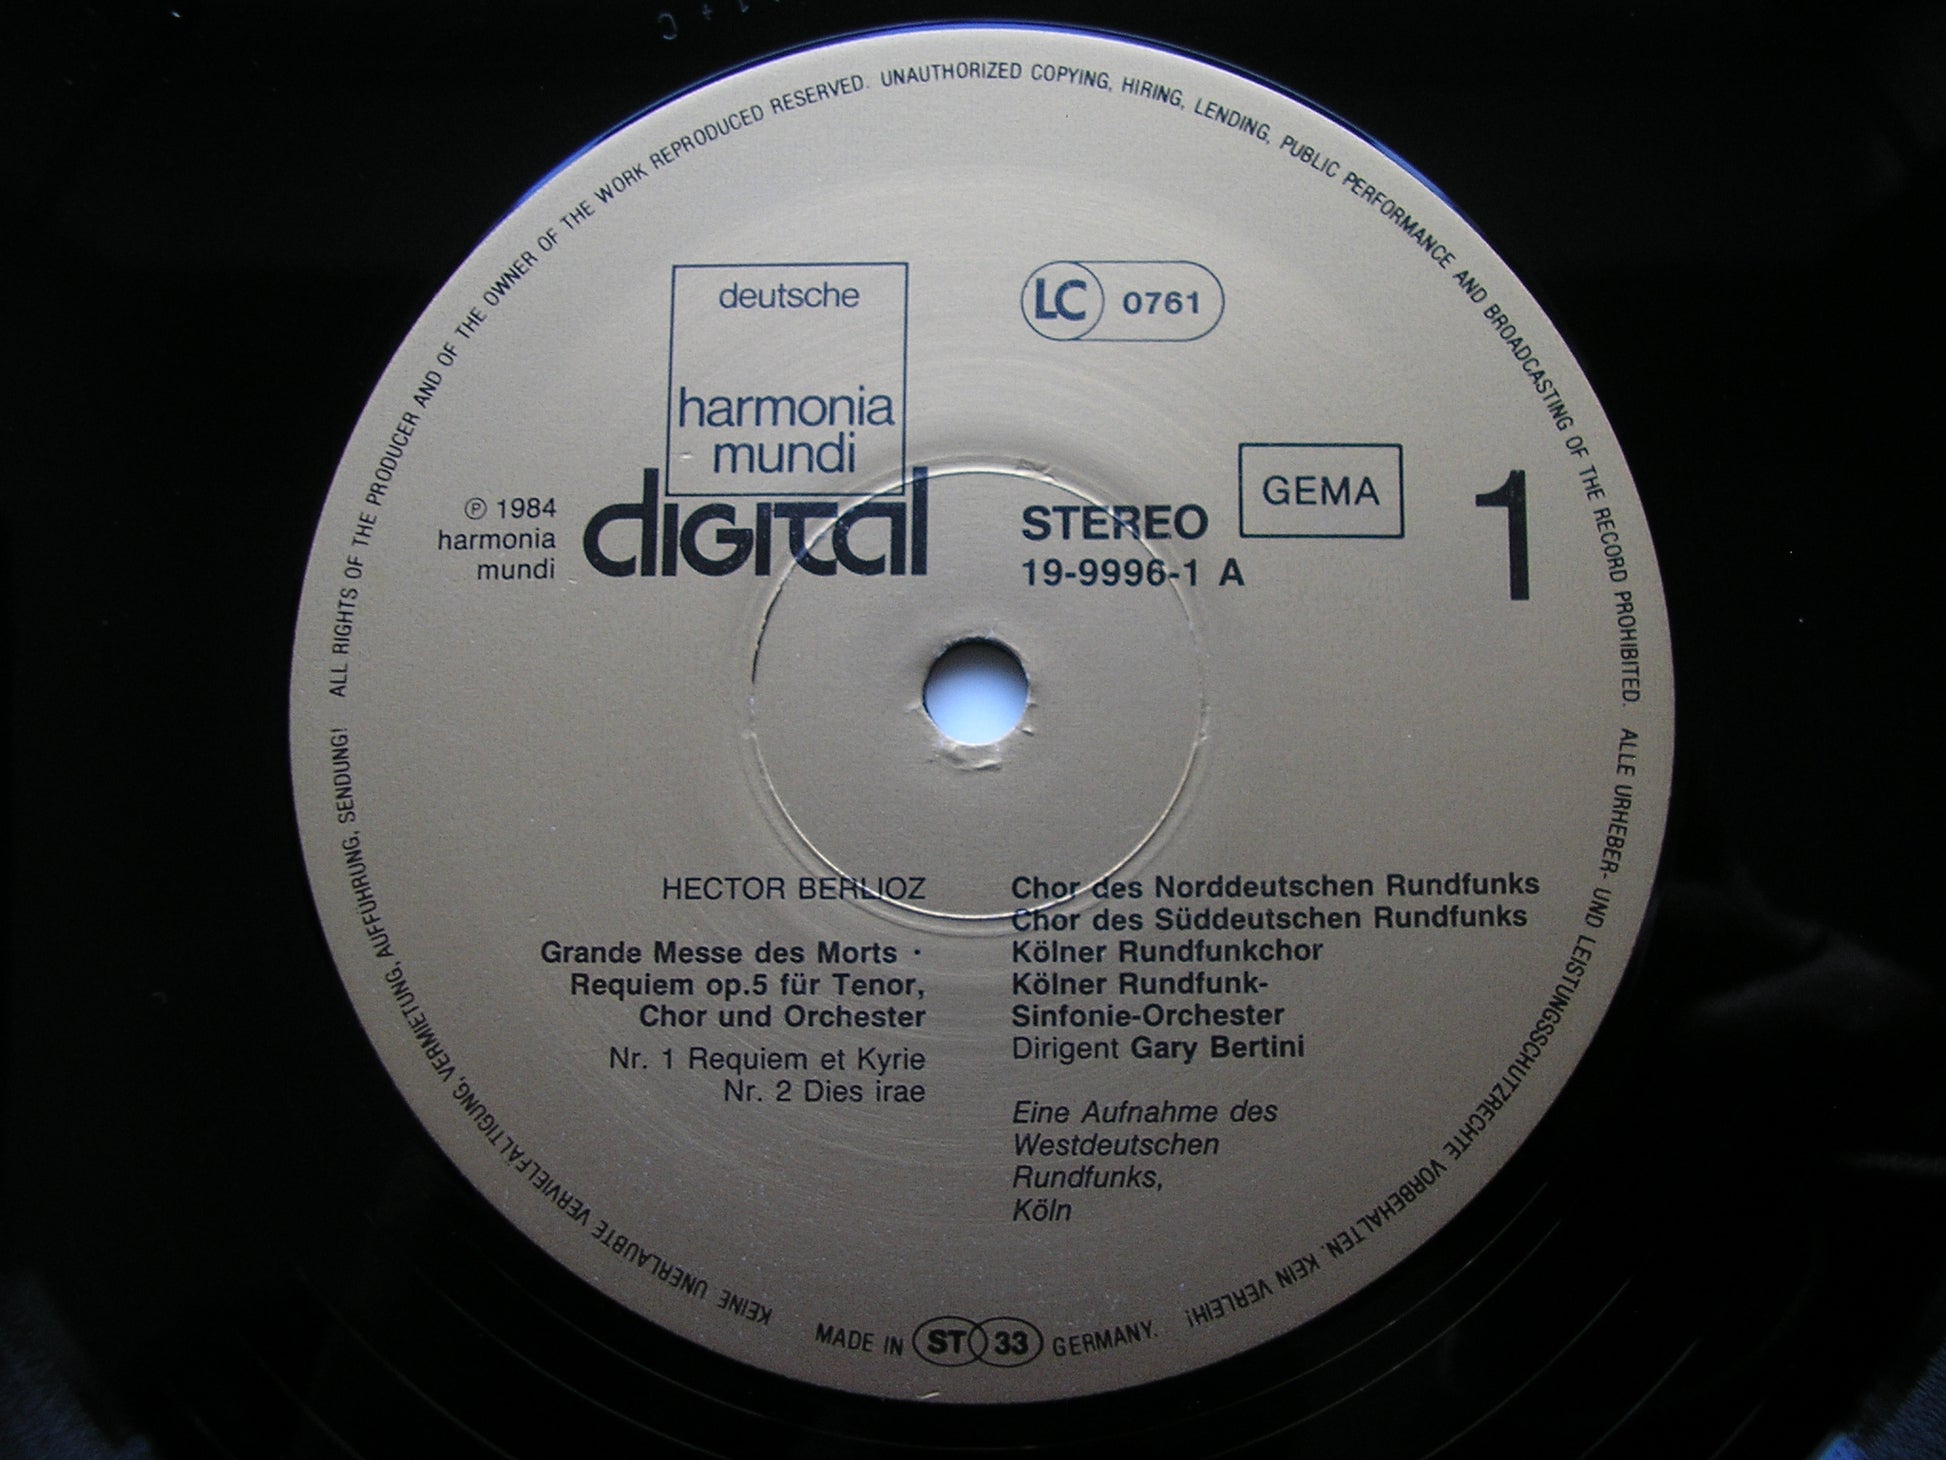 ALL RIGHTS OF THE PRODUCER AND OF THE OWNER OF THE WORK REPRODUCED RESERVED. UNAUTHORIZED COPYING, HIRING, LENDING, PUBLIC PERFORMANCE AND BROADCASTING OF THE RECORD PROHIBITED.
ALLE URHEBER- UND LEISTUNGSSCHUTZRECHTE VORBEHALTEN. KEIN VERLEIH!
KEINE UNERLAUBTE VERVIELFÄLTIGUNG, VERMIETUNG, AUFFÜHRUNG, SENDUNG!
deutsche
harmonia
mundi
digital
LC 0761
℗ 1984
harmonia
mundi
STEREO
19-9996-1 A
GEMA
1
HECTOR BERLIOZ
Grande Messe des Morts ·
Requiem op.5 für Tenor,
Chor und Orchester
Nr. 1 Requiem et Kyrie
Nr. 2 Dies irae
Chor des Norddeutschen Rundfunks
Chor des Süddeutschen Rundfunks
Kölner Rundfunkchor
Kölner Rundfunk-
Sinfonie-Orchester
Dirigent Gary Bertini
Eine Aufnahme des
Westdeutschen
Rundfunks,
Köln
MADE IN ST 33 GERMANY.